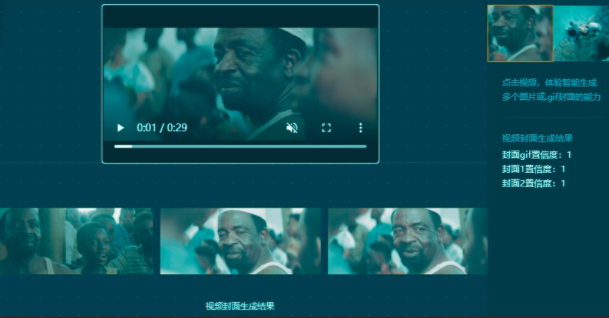 0:01 / 0:29
点击视频，体验智能生成
多个图片或.gif封面的能力
视频封面生成结果
封面gif置信度：1
封面1置信度：1
封面2置信度：1
视频封面生成结果